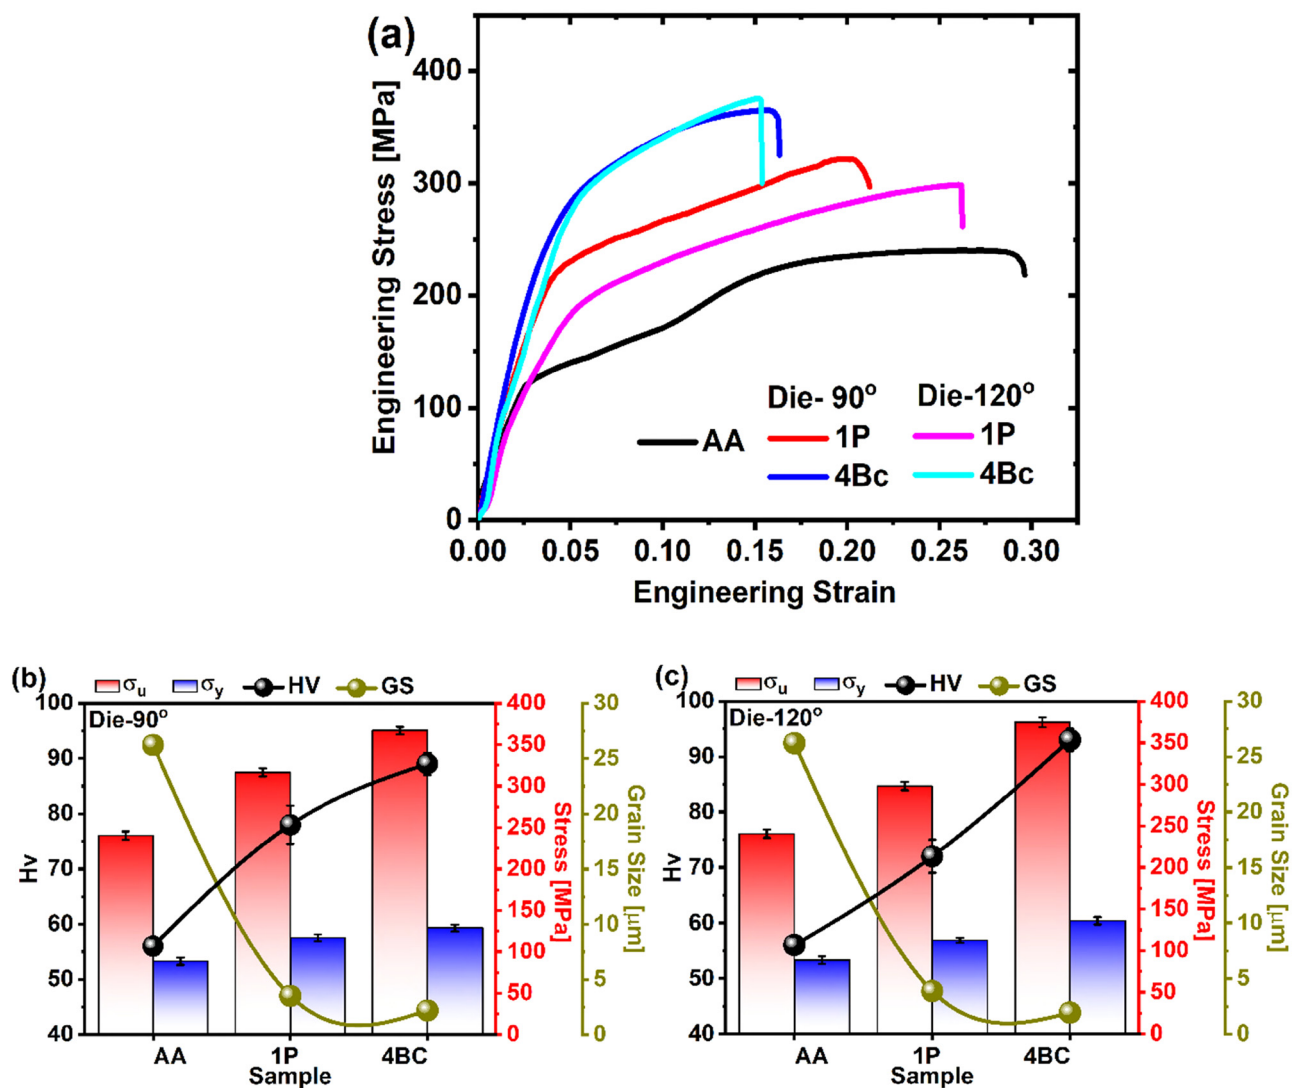 (a)
Engineering Stress [MPa]
400
300
200
100
0
Die- 90° Die-120°
AA 1P 1P
4Bc 4Bc
0.00 0.05 0.10 0.15 0.20 0.25 0.30
Engineering Strain
(b)
σu σy HV GS
Die-90°
Hv
100
90
80
70
60
50
40
400
350
300
250
200
150
100
50
0
Stress [MPa]
30
25
20
15
10
5
0
Grain Size [μm]
AA 1P 4BC
Sample
(c)
σu σy HV GS
Die-120°
Hv
100
90
80
70
60
50
40
400
350
300
250
200
150
100
50
0
Stress [MPa]
30
25
20
15
10
5
0
Grain Size [μm]
AA 1P 4BC
Sample